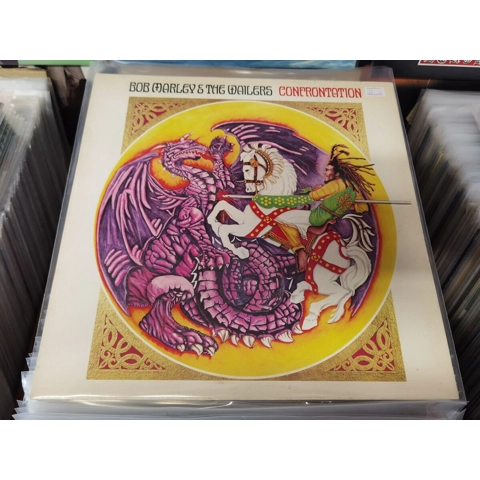 BOB MARLEY & THE WAILERS CONFRONTATION